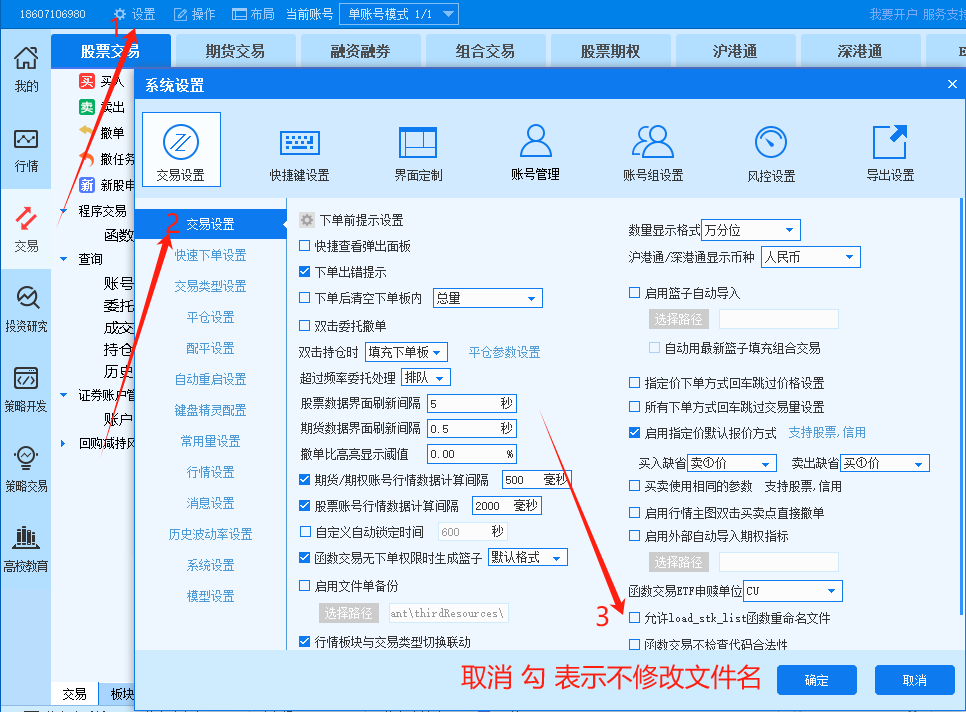 18607106980 设置 操作 布局 当前账号 单账号模式 1/1 我要开户 服务支持
1
股票交易 期货交易 融资融券 组合交易 股票期权 沪港通 深港通
我的
行情
交易
投资研究
策略开发
策略交易
高校教育
买 买入
卖 卖出
撤单
撤任务
新 新股申
程序交易
函数
查询
账号
委托
成交
持仓
历史
证券账户管
账户
回购减持风
交易 板块
系统设置 ×
交易设置 快捷键设置 界面定制 账号管理 账号组设置 风控设置 导出设置
2 交易设置
快速下单设置
交易类型设置
平仓设置
配平设置
自动重启设置
键盘精灵配置
常用量设置
行情设置
消息设置
历史波动率设置
系统设置
模型设置
下单前提示设置
快捷查看弹出面板
下单出错提示
下单后清空下单板内 总量
双击委托撤单
双击持仓时 填充下单板 平仓参数设置
超过频率委托处理 排队
股票数据界面刷新间隔 5 秒
期货数据界面刷新间隔 0.5 秒
撤单比高亮显示阈值 0.00 %
期货/期权账号行情数据计算间隔 500 毫秒
股票账号行情数据计算间隔 2000 毫秒
自定义自动锁定时间 600 秒
函数交易无下单权限时生成篮子 默认格式
启用文件单备份
选择路径 ant\thirdResources\
行情板块与交易类型切换联动
数量显示格式 万分位
沪港通/深港通显示币种 人民币
启用篮子自动导入
选择路径
自动用最新篮子填充组合交易
指定价下单方式回车跳过价格设置
所有下单方式回车跳过交易量设置
启用指定价默认报价方式 支持股票,信用
买入缺省 卖①价 卖出缺省 买①价
买卖使用相同的参数 支持股票,信用
启用行情主图双击买卖点直接撤单
启用外部自动导入期权指标
选择路径
函数交易ETF申赎单位 CU
3 允许load_stk_list函数重命名文件
函数交易不检查代码合法性
取消 勾 表示不修改文件名
确定 取消